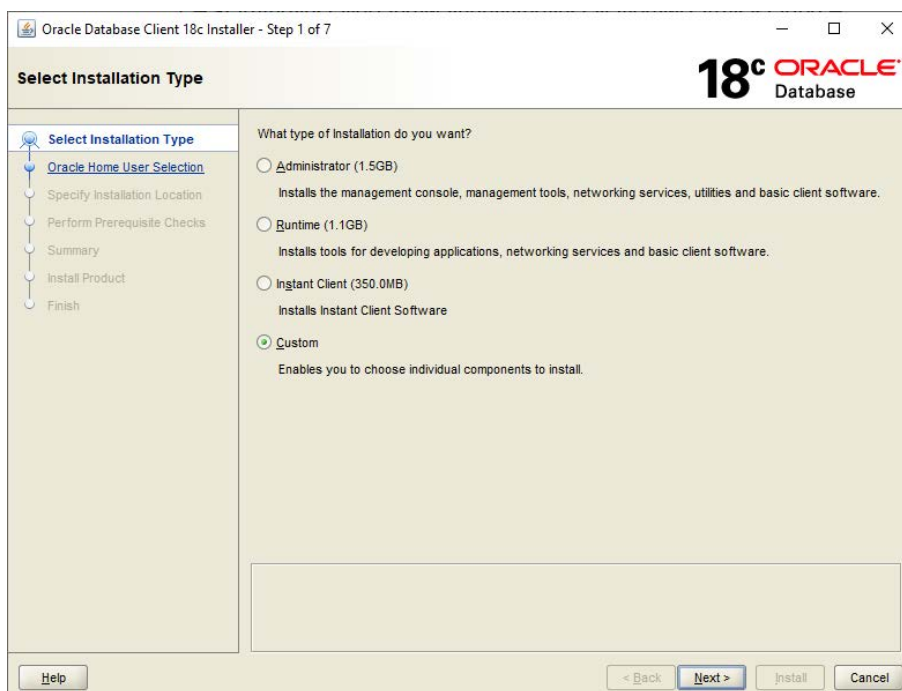 Oracle Database Client 18c Installer - Step 1 of 7
Select Installation Type
18c ORACLE
Database
Select Installation Type
Oracle Home User Selection
Specify Installation Location
Perform Prerequisite Checks
Summary
Install Product
Finish
What type of Installation do you want?
Administrator (1.5GB)
Installs the management console, management tools, networking services, utilities and basic client software.
Runtime (1.1GB)
Installs tools for developing applications, networking services and basic client software.
Instant Client (350.0MB)
Installs Instant Client Software
Custom
Enables you to choose individual components to install.
Help
< Back
Next >
Install
Cancel